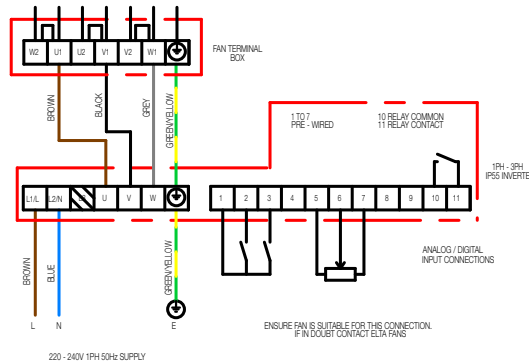 W2 U1 U2 V1 V2 W1
FAN TERMINAL
BOX
BROWN
BLACK
GREY
GREEN/YELLOW
1 TO 7
PRE - WIRED
10 RELAY COMMON
11 RELAY CONTACT
1PH - 3PH
IP55 INVERTE
L1/L L2/N U V W
1 2 3 4 5 6 7 8 9 10 11
BROWN
BLUE
GREEN/YELLOW
ANALOG / DIGITAL
INPUT CONNECTIONS
L N E
ENSURE FAN IS SUITABLE FOR THIS CONNECTION.
IF IN DOUBT CONTACT ELTA FANS
220 - 240V 1PH 50Hz SUPPLY